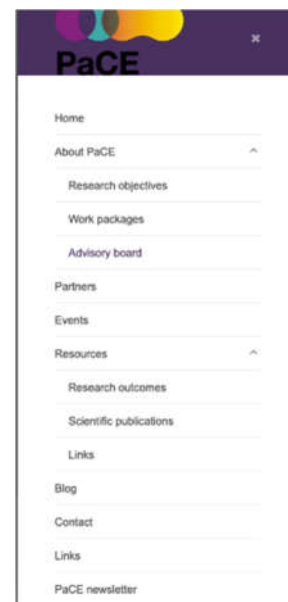 PaCE
Home
About PaCE
Research objectives
Work packages
Advisory board
Partners
Events
Resources
Research outcomes
Scientific publications
Links
Blog
Contact
Links
PaCE newsletter